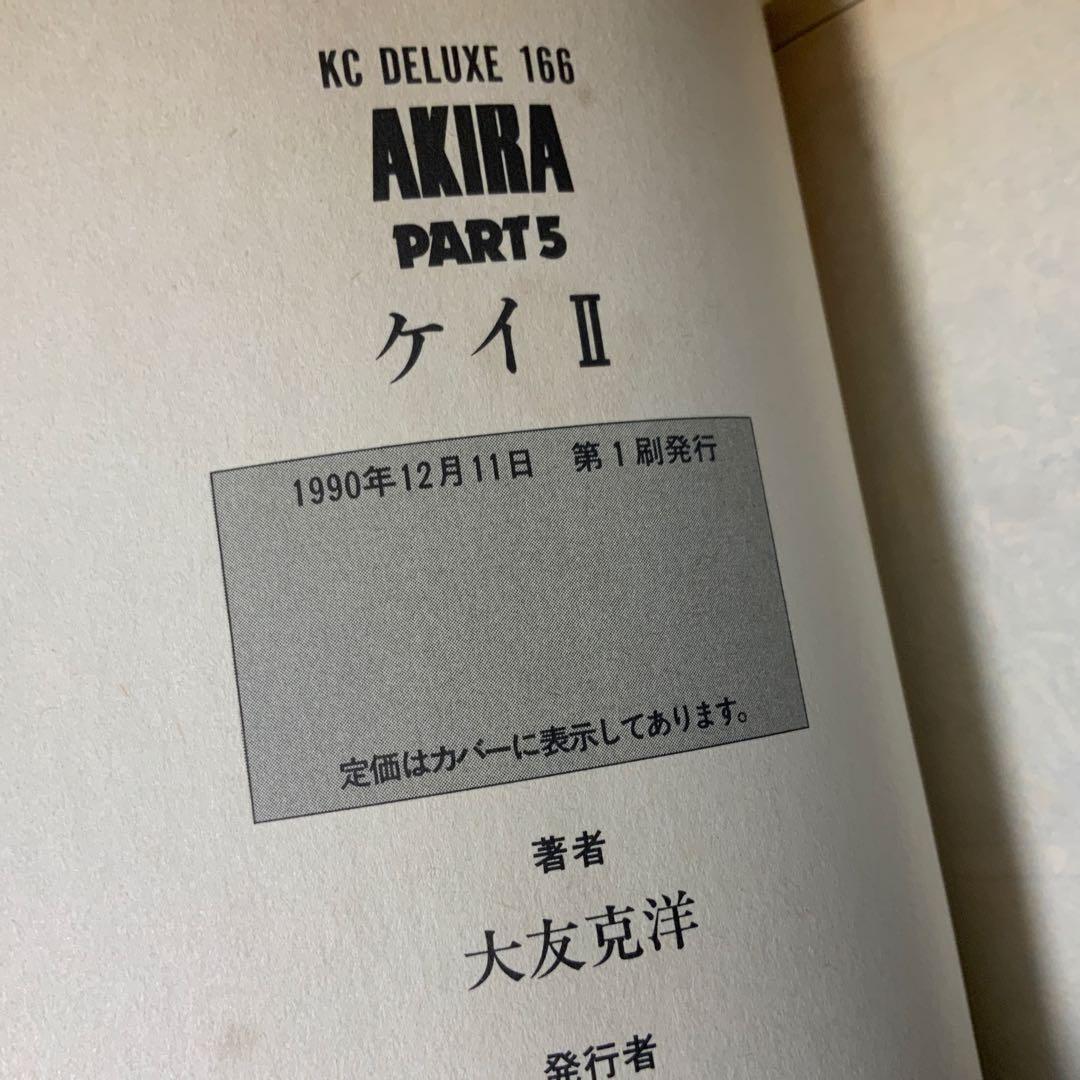 KC DELUXE 166
AKIRA
PART5
ケイⅡ
1990年12月11日　第1刷発行
定価はカバーに表示してあります。
著者
大友克洋
発行者